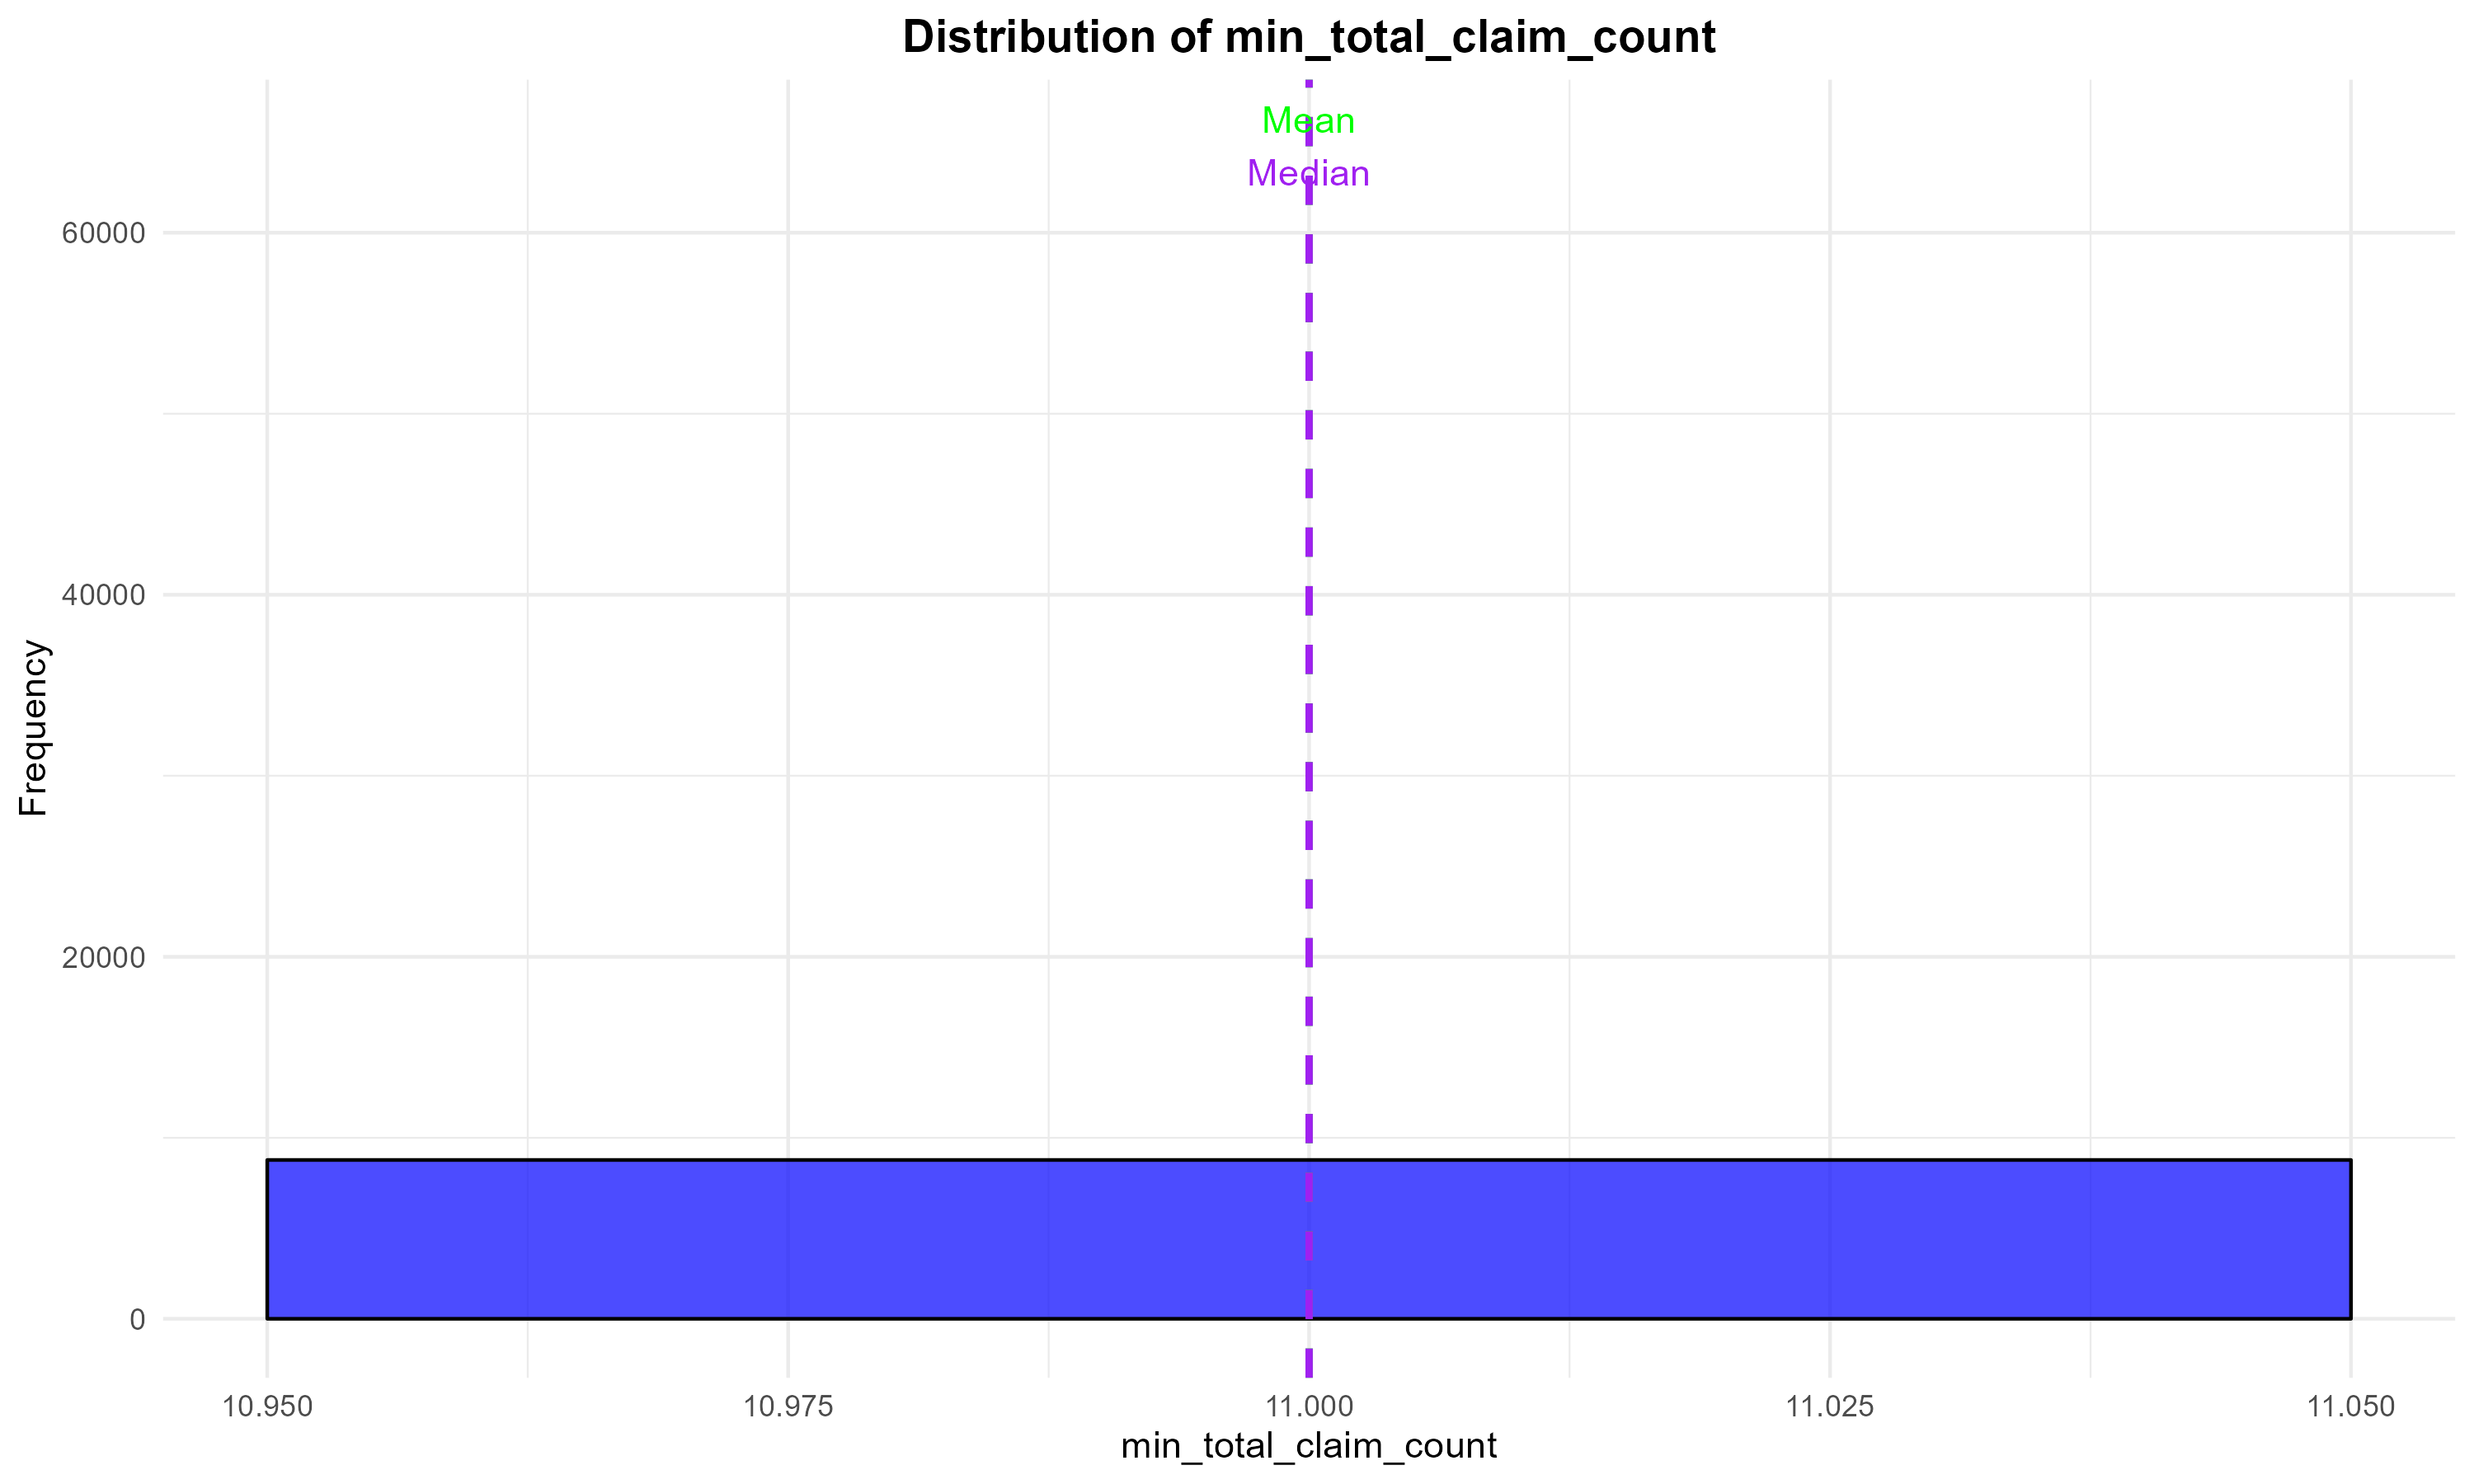 Distribution of min_total_claim_count
Mean
Median
60000
40000
20000
0
Frequency
10.950 10.975 11.000 11.025 11.050
min_total_claim_count